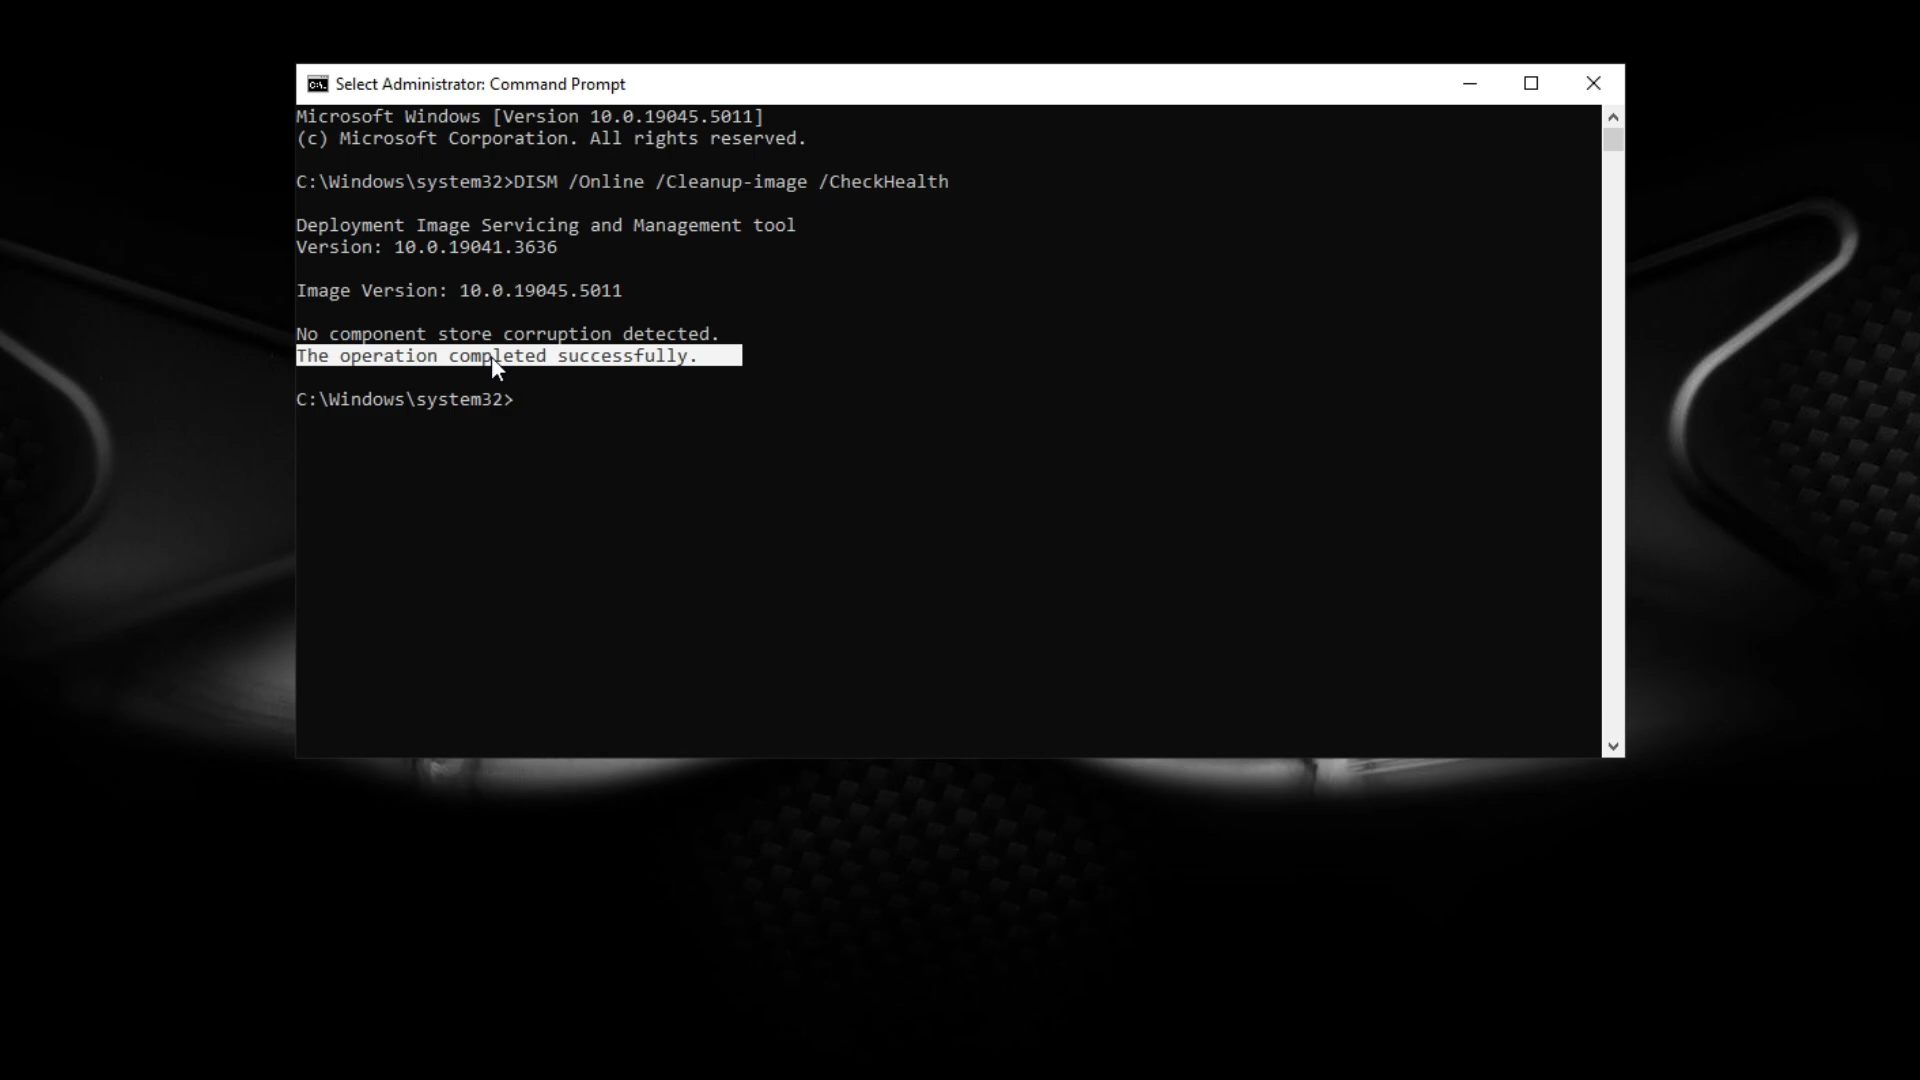 Select Administrator: Command Prompt
Microsoft Windows [Version 10.0.19045.5011]
(c) Microsoft Corporation. All rights reserved.
C:\Windows\system32>DISM /Online /Cleanup-image /CheckHealth
Deployment Image Servicing and Management tool
Version: 10.0.19041.3636
Image Version: 10.0.19045.5011
No component store corruption detected.
The operation completed successfully.
C:\Windows\system32>